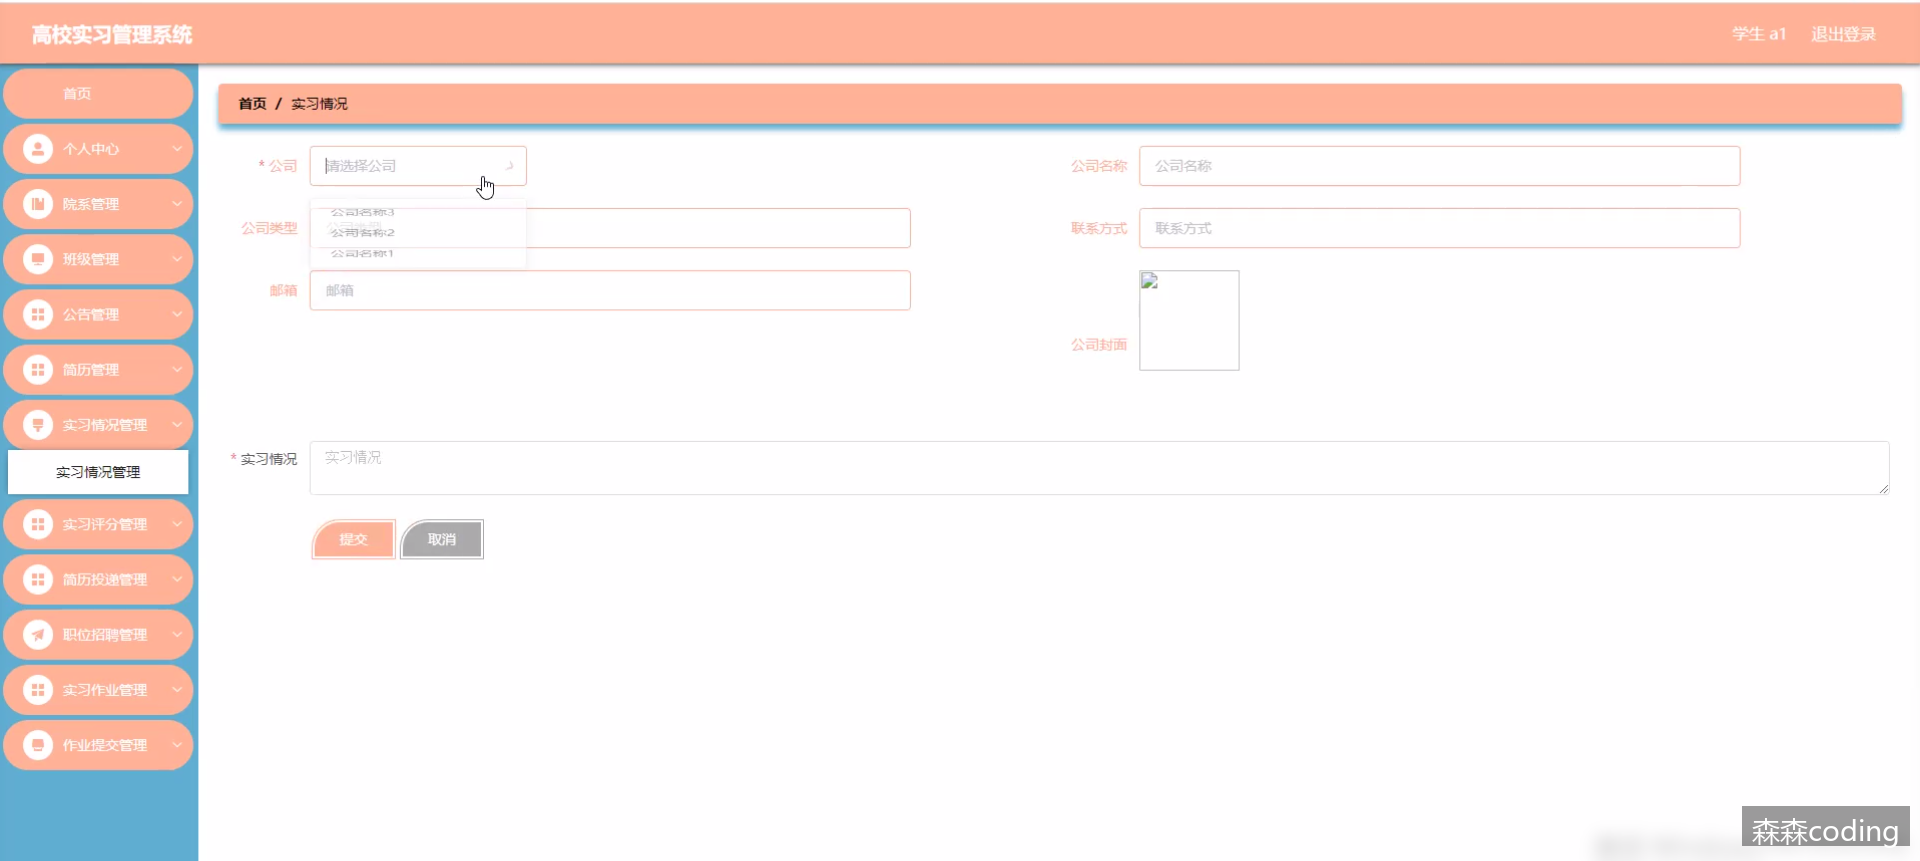 高校实习管理系统
学生 a1 退出登录
首页
个人中心
院系管理
班级管理
公告管理
简历管理
实习情况管理
实习情况管理
实习评分管理
简历投递管理
职位招聘管理
实习作业管理
作业提交管理
首页 / 实习情况
* 公司 请选择公司
公司名称 公司名称
公司名称3
公司名称2
公司名称1
公司类型
联系方式 联系方式
邮箱 邮箱
公司封面
* 实习情况 实习情况
提交 取消
森森coding